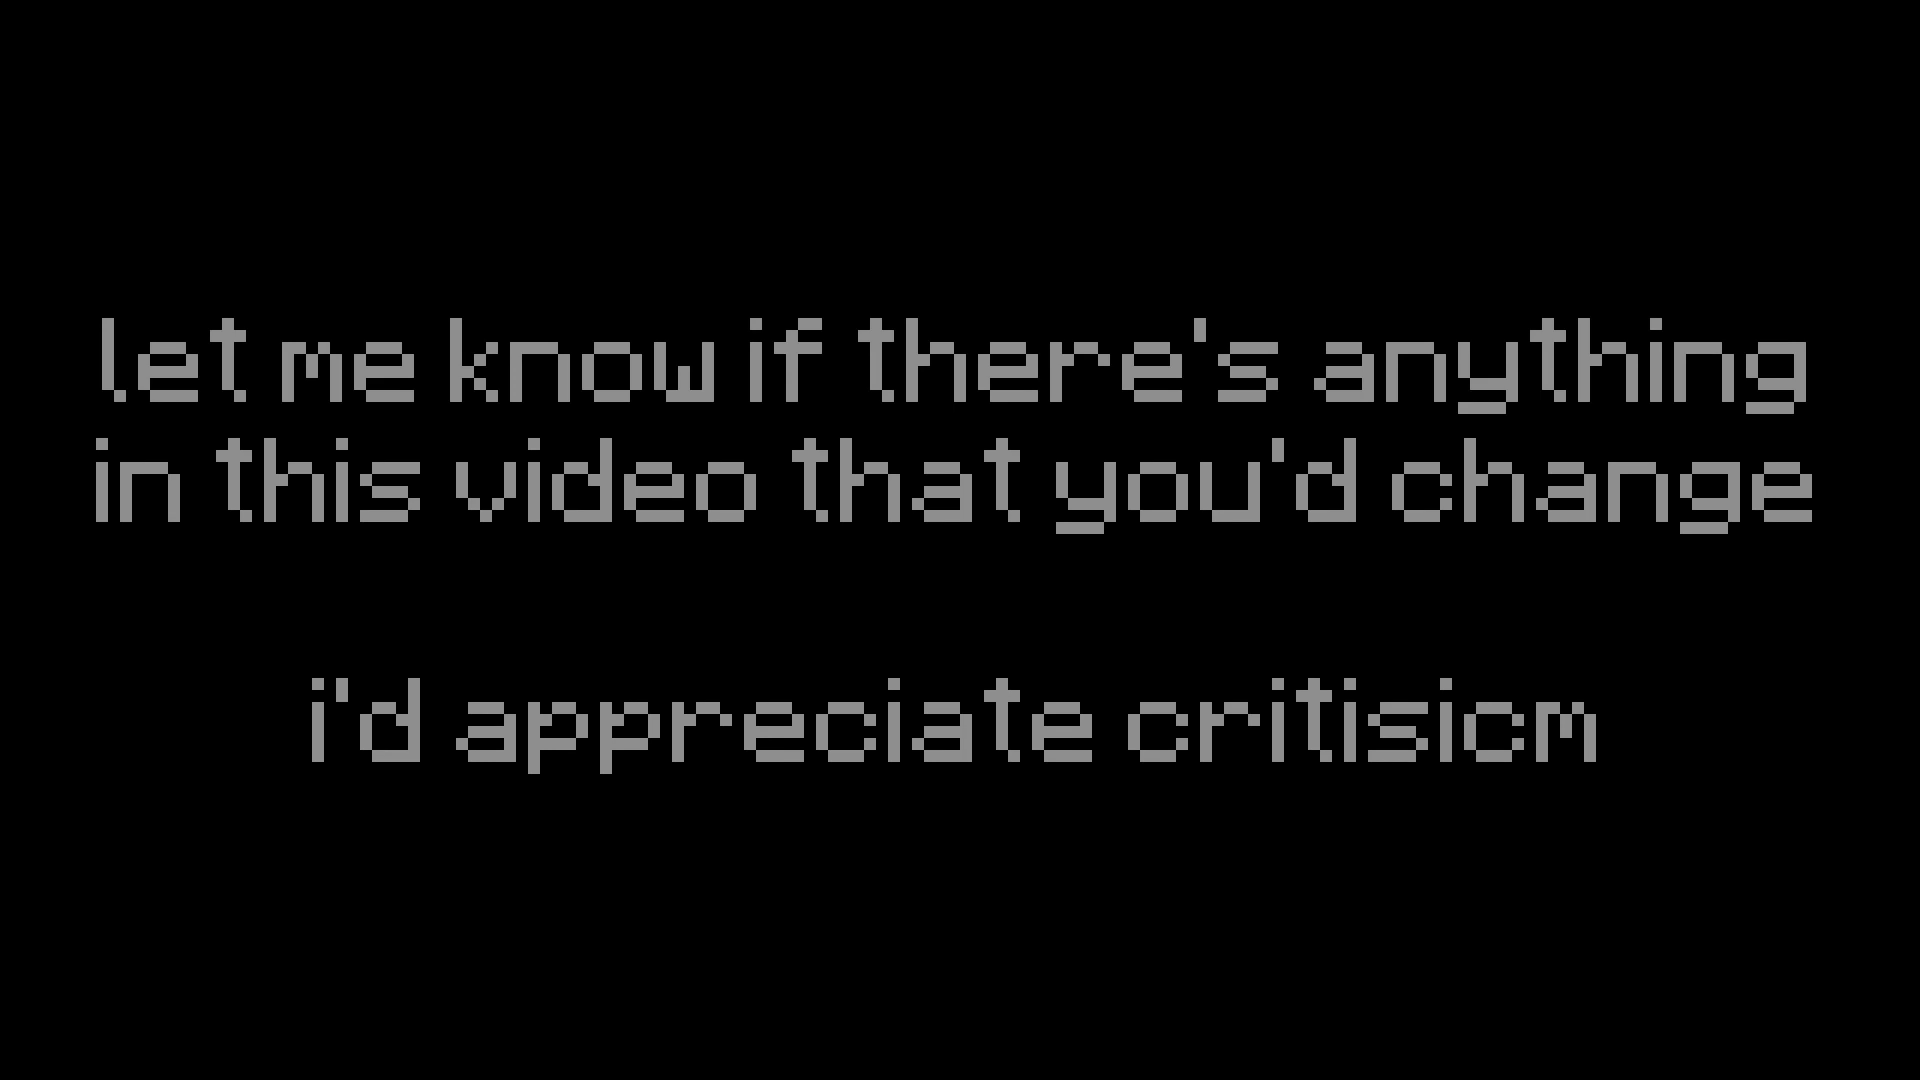 let me know if there's anything
in this video that you'd change
i'd appreciate critisicm